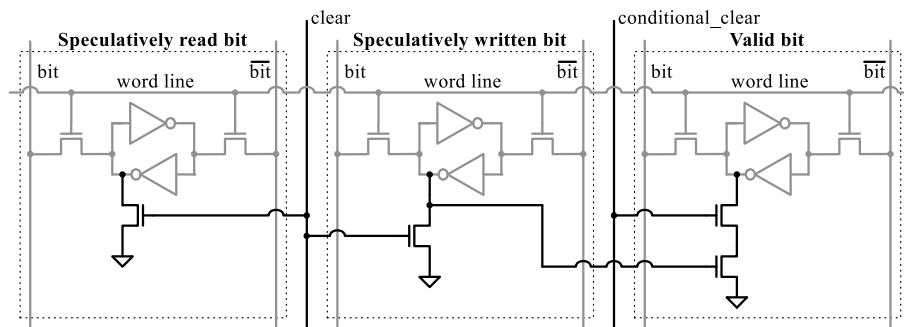 clear
conditional_clear
Speculatively read bit
Speculatively written bit
Valid bit
bit
word line
bit
bit
word line
bit
bit
word line
bit